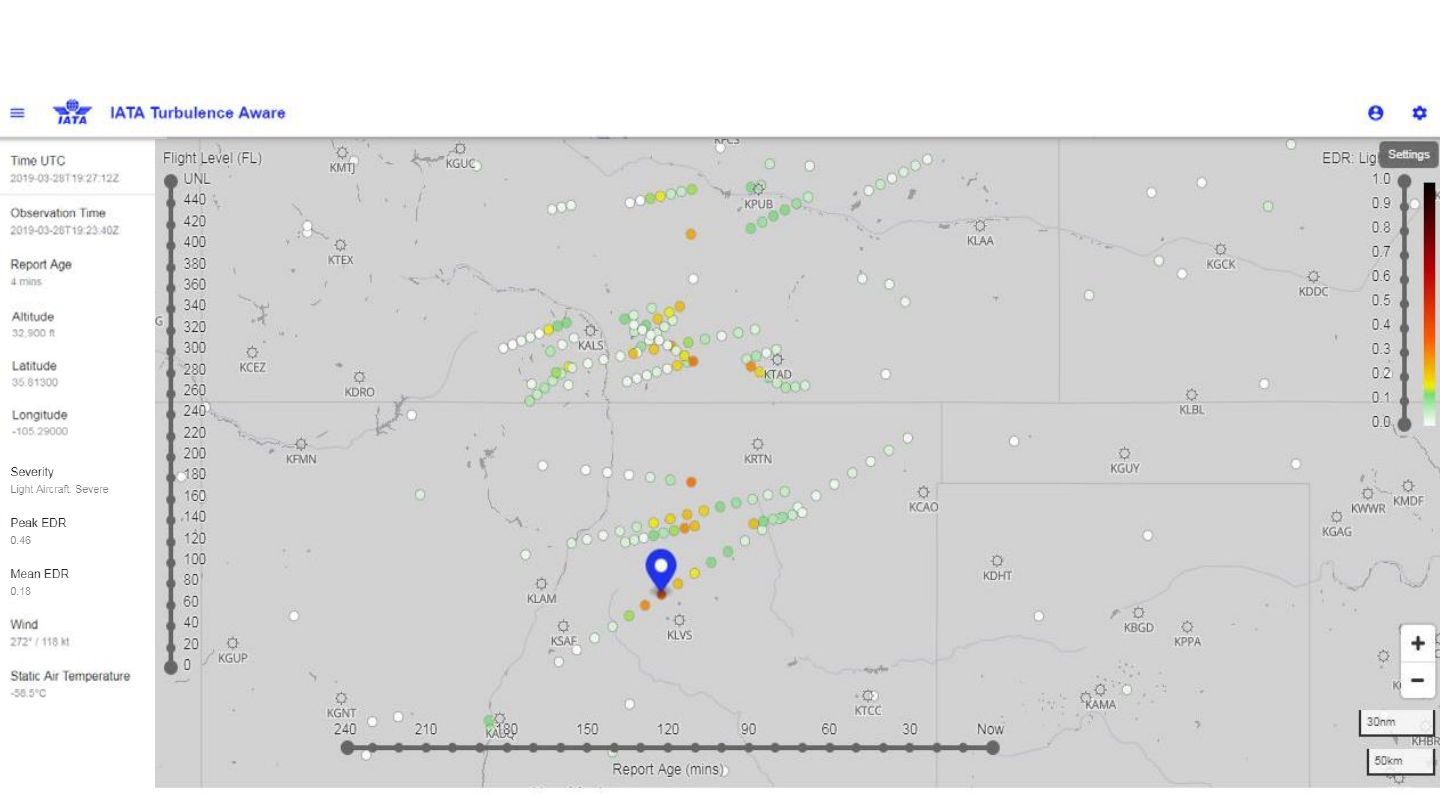 IATA
IATA Turbulence Aware
Time UTC
2019-03-28T19:27:12Z
Observation Time
2019-03-28T19:23:40Z
Report Age
4 mins
Altitude
32,900 ft
Latitude
35.81300
Longitude
-105.29000
Severity
Light Aircraft: Severe
Peak EDR
0.46
Mean EDR
0.18
Wind
272° / 118 kt
Static Air Temperature
-56.5°C
Flight Level (FL)
UNL
440
420
400
380
360
340
320
300
280
260
240
220
200
180
160
140
120
100
80
60
40
20
0
EDR: Lig
Settings
1.0
0.9
0.8
0.7
0.6
0.5
0.4
0.3
0.2
0.1
0.0
KMTJ
KGUC
KPUB
KTEX
KLAA
KGCK
KDDC
G
KALS
KCEZ
KDRO
KTAD
KLBL
KFMN
KRTN
KGUY
KCAO
KWWR
KMDF
KGAG
KDHT
KLAM
KSAF
KLVS
KBGD
KPPA
KGUP
KGNT
KTCC
KAMA
KHBR
240
210
180
150
120
90
60
30
Now
Report Age (mins)
+
−
30nm
50km